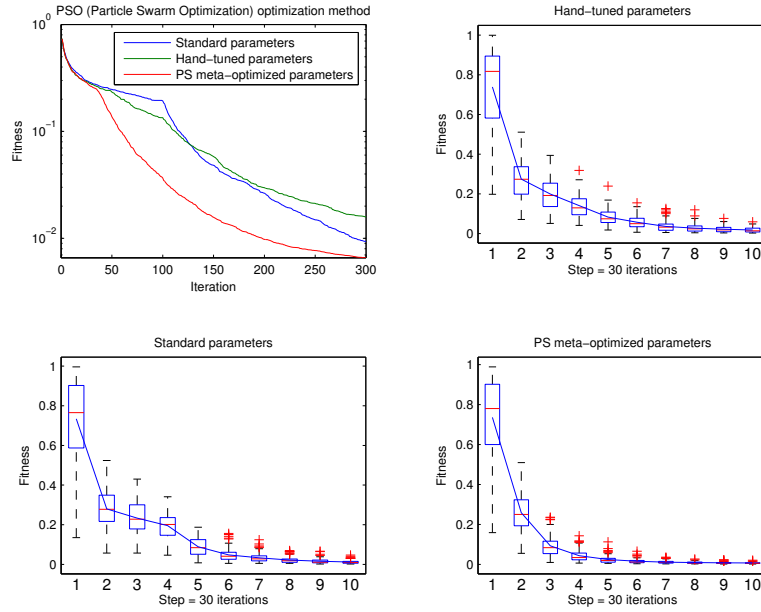 PSO (Particle Swarm Optimization) optimization method
10^0
10^−1
10^−2
Fitness
0 50 100 150 200 250 300
Iteration
Standard parameters
Hand−tuned parameters
PS meta−optimized parameters
Hand−tuned parameters
1
0.8
0.6
0.4
0.2
0
Fitness
1 2 3 4 5 6 7 8 9 10
Step = 30 iterations
Standard parameters
1
0.8
0.6
0.4
0.2
0
Fitness
1 2 3 4 5 6 7 8 9 10
Step = 30 iterations
PS meta−optimized parameters
1
0.8
0.6
0.4
0.2
0
Fitness
1 2 3 4 5 6 7 8 9 10
Step = 30 iterations